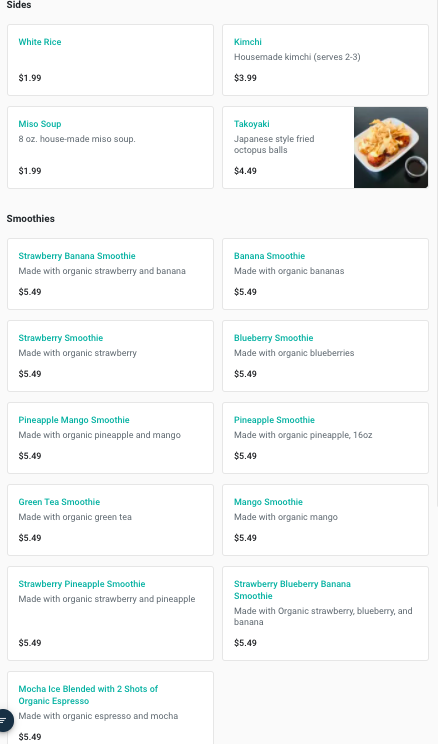 Sides
White Rice
$1.99
Kimchi
Housemade kimchi (serves 2-3)
$3.99
Miso Soup
8 oz. house-made miso soup.
$1.99
Takoyaki
Japanese style fried
octopus balls
$4.49
Smoothies
Strawberry Banana Smoothie
Made with organic strawberry and banana
$5.49
Banana Smoothie
Made with organic bananas
$5.49
Strawberry Smoothie
Made with organic strawberry
$5.49
Blueberry Smoothie
Made with organic blueberries
$5.49
Pineapple Mango Smoothie
Made with organic pineapple and mango
$5.49
Pineapple Smoothie
Made with organic pineapple, 16oz
$5.49
Green Tea Smoothie
Made with organic green tea
$5.49
Mango Smoothie
Made with organic mango
$5.49
Strawberry Pineapple Smoothie
Made with organic strawberry and pineapple
$5.49
Strawberry Blueberry Banana
Smoothie
Made with Organic strawberry, blueberry, and
banana
$5.49
Mocha Ice Blended with 2 Shots of
Organic Espresso
Made with organic espresso and mocha
$5.49